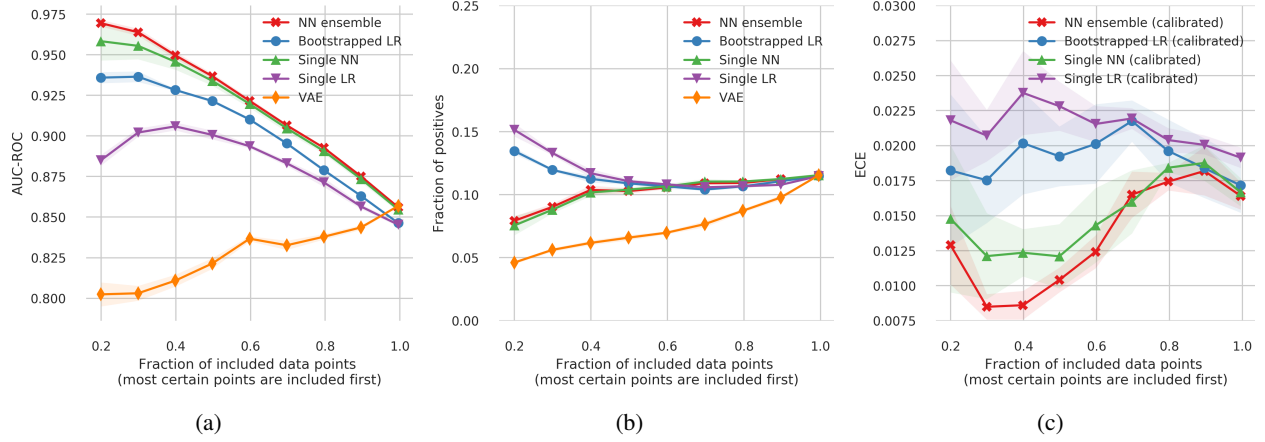 0.975
0.950
0.925
0.900
0.875
0.850
0.825
0.800
AUC-ROC
NN ensemble
Bootstrapped LR
Single NN
Single LR
VAE
0.2
0.4
0.6
0.8
1.0
Fraction of included data points
(most certain points are included first)
(a)
0.25
0.20
0.15
0.10
0.05
0.00
Fraction of positives
NN ensemble
Bootstrapped LR
Single NN
Single LR
VAE
0.2
0.4
0.6
0.8
1.0
Fraction of included data points
(most certain points are included first)
(b)
0.0300
0.0275
0.0250
0.0225
0.0200
0.0175
0.0150
0.0125
0.0100
0.0075
ECE
NN ensemble (calibrated)
Bootstrapped LR (calibrated)
Single NN (calibrated)
Single LR (calibrated)
0.2
0.4
0.6
0.8
1.0
Fraction of included data points
(most certain points are included first)
(c)